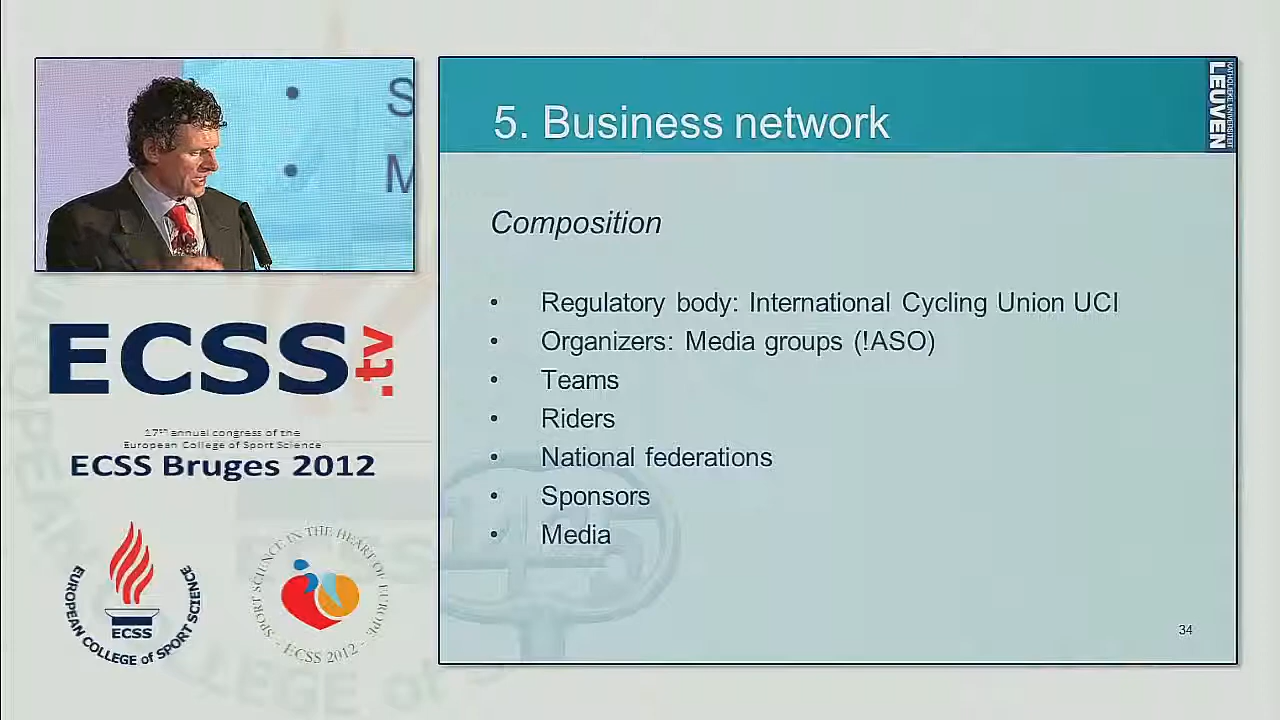 S
M
5. Business network
KATHOLIEKE UNIVERSITEIT
LEUVEN
Composition
• Regulatory body: International Cycling Union UCI
• Organizers: Media groups (!ASO)
• Teams
• Riders
• National federations
• Sponsors
• Media
34
ECSS.tv
17th annual congress of the
European College of Sport Science
ECSS Bruges 2012
EUROPEAN COLLEGE of SPORT SCIENCE
ECSS
SPORT SCIENCE IN THE HEART OF EUROPE
- ECSS 2012 -